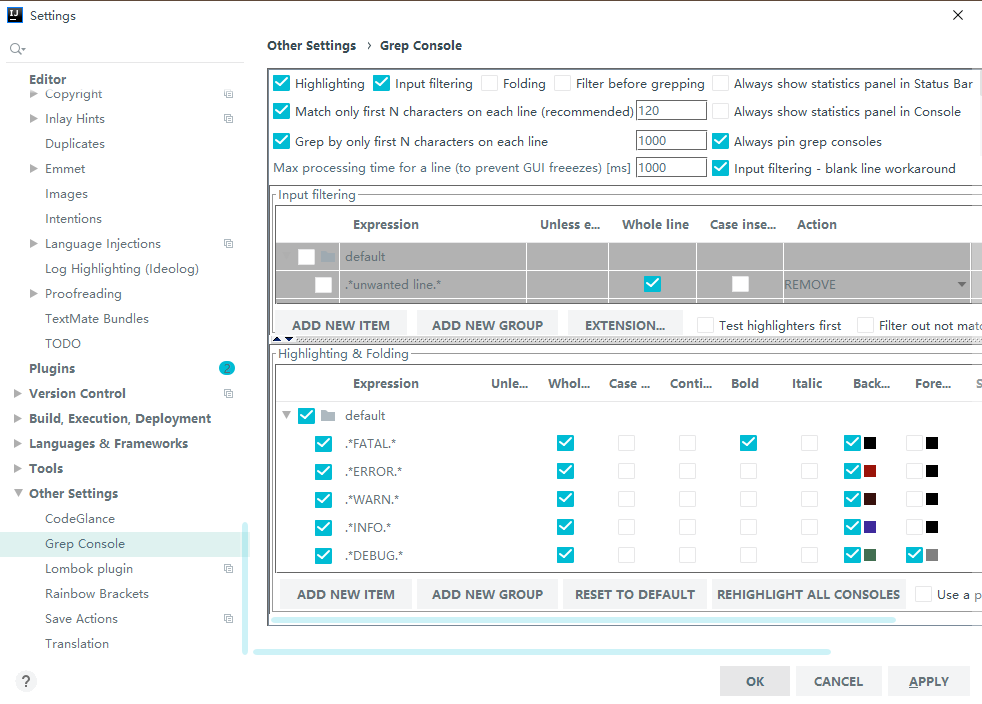 Settings
Other Settings › Grep Console
Editor
Copyright
Inlay Hints
Duplicates
Emmet
Images
Intentions
Language Injections
Log Highlighting (Ideolog)
Proofreading
TextMate Bundles
TODO
Plugins 2
Version Control
Build, Execution, Deployment
Languages & Frameworks
Tools
Other Settings
CodeGlance
Grep Console
Lombok plugin
Rainbow Brackets
Save Actions
Translation
Highlighting Input filtering Folding Filter before grepping Always show statistics panel in Status Bar
Match only first N characters on each line (recommended) 120 Always show statistics panel in Console
Grep by only first N characters on each line 1000 Always pin grep consoles
Max processing time for a line (to prevent GUI freeezes) [ms] 1000 Input filtering - blank line workaround
Input filtering
Expression Unless e... Whole line Case inse... Action
default
.*unwanted line.* REMOVE
ADD NEW ITEM ADD NEW GROUP EXTENSION... Test highlighters first Filter out not matc
Highlighting & Folding
Expression Unle... Whol... Case ... Conti... Bold Italic Back... Fore... S
default
.*FATAL.*
.*ERROR.*
.*WARN.*
.*INFO.*
.*DEBUG.*
ADD NEW ITEM ADD NEW GROUP RESET TO DEFAULT REHIGHLIGHT ALL CONSOLES Use a p
? OK CANCEL APPLY